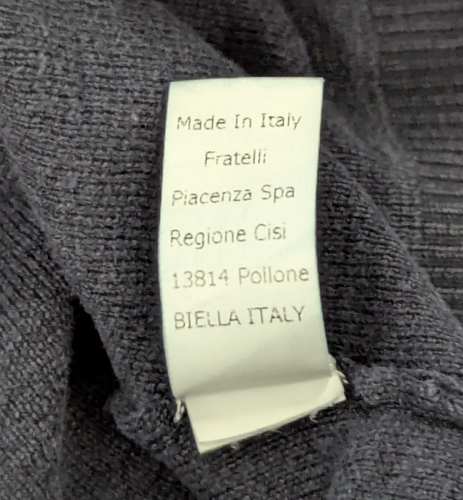 Made In Italy
Fratelli
Piacenza Spa
Regione Cisi
13814 Pollone
BIELLA ITALY